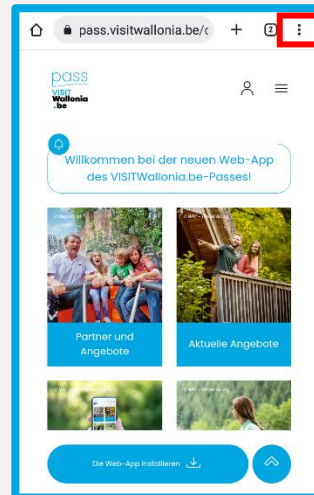 pass.visitwallonia.be/c
2
pass
VISIT
Wallonia
.be
Willkommen bei der neuen Web-App
des VISITWallonia.be-Passes!
Partner und
Angebote
Aktuelle Angebote
Die Web-App installieren